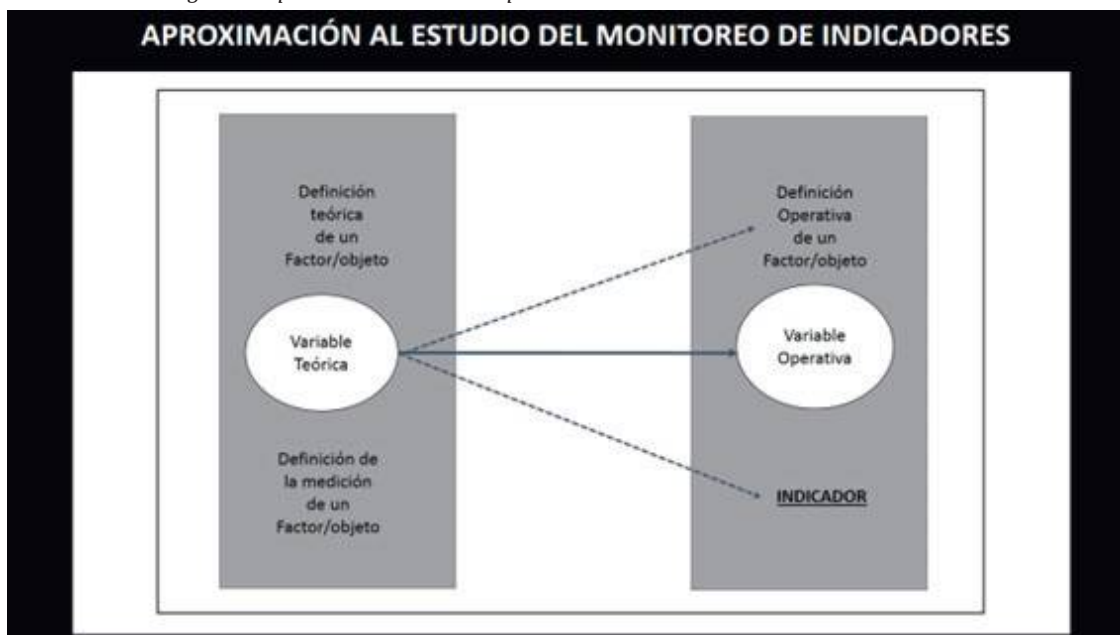 APROXIMACIÓN AL ESTUDIO DEL MONITOREO DE INDICADORES
Definición
teórica
de un
Factor/objeto
Variable
Teórica
Definición de
la medición
de un
Factor/objeto
Definición
Operativa
de un
Factor/objeto
Variable
Operativa
INDICADOR